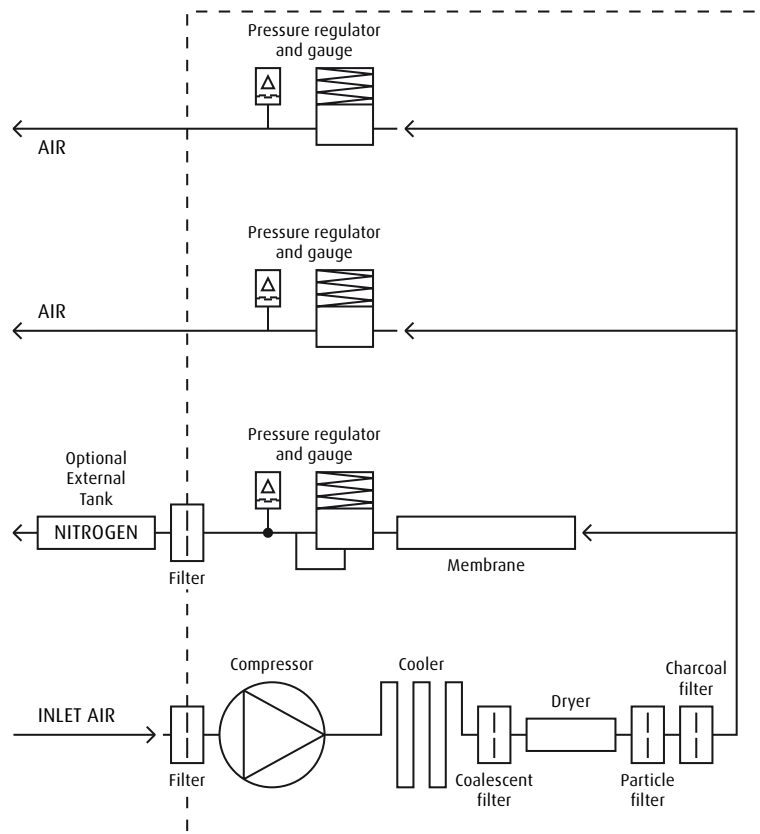 Pressure regulator
and gauge
AIR
Pressure regulator
and gauge
AIR
Pressure regulator
and gauge
Optional
External
Tank
NITROGEN
Filter
Membrane
Compressor
Cooler
Charcoal
filter
Dryer
INLET AIR
Filter
Coalescent
filter
Particle
filter